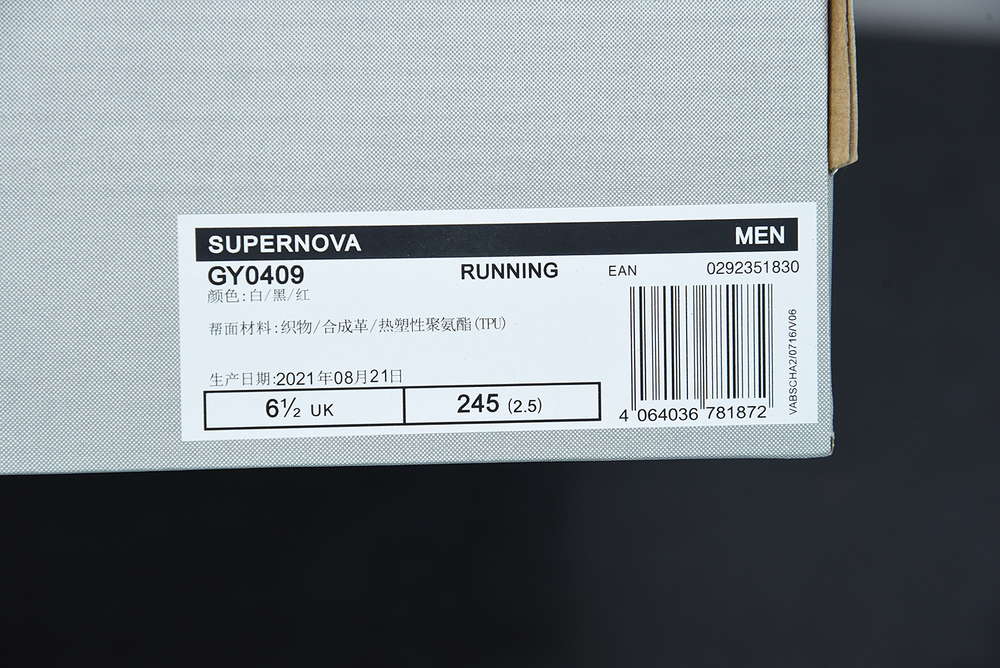 SUPERNOVA MEN
GY0409 RUNNING EAN 0292351830
颜色:白/黑/红
帮面材料:织物/合成革/热塑性聚氨酯(TPU)
生产日期:2021年08月21日
6½ UK 245 (2.5)
4 064036 781872
VABSCHA2/0716/V06